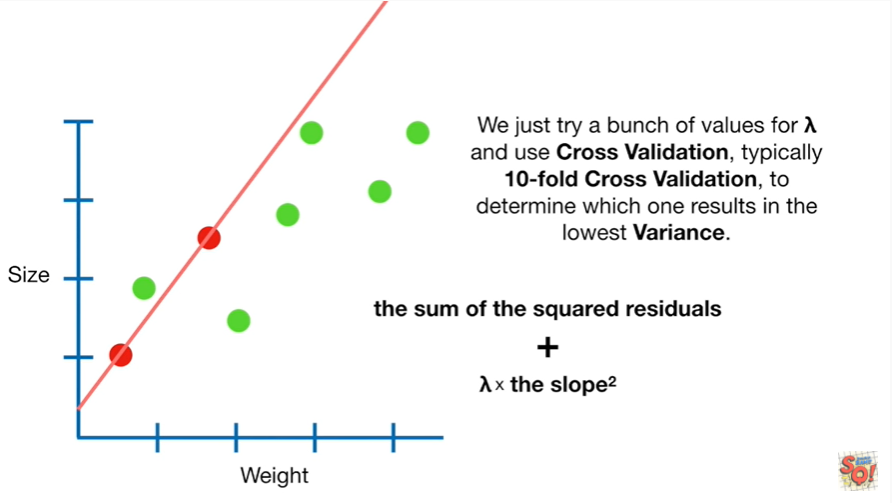 We just try a bunch of values for λ
and use Cross Validation, typically
10-fold Cross Validation, to
determine which one results in the
lowest Variance.
Size
the sum of the squared residuals
+
λ x the slope²
Weight
SQ!